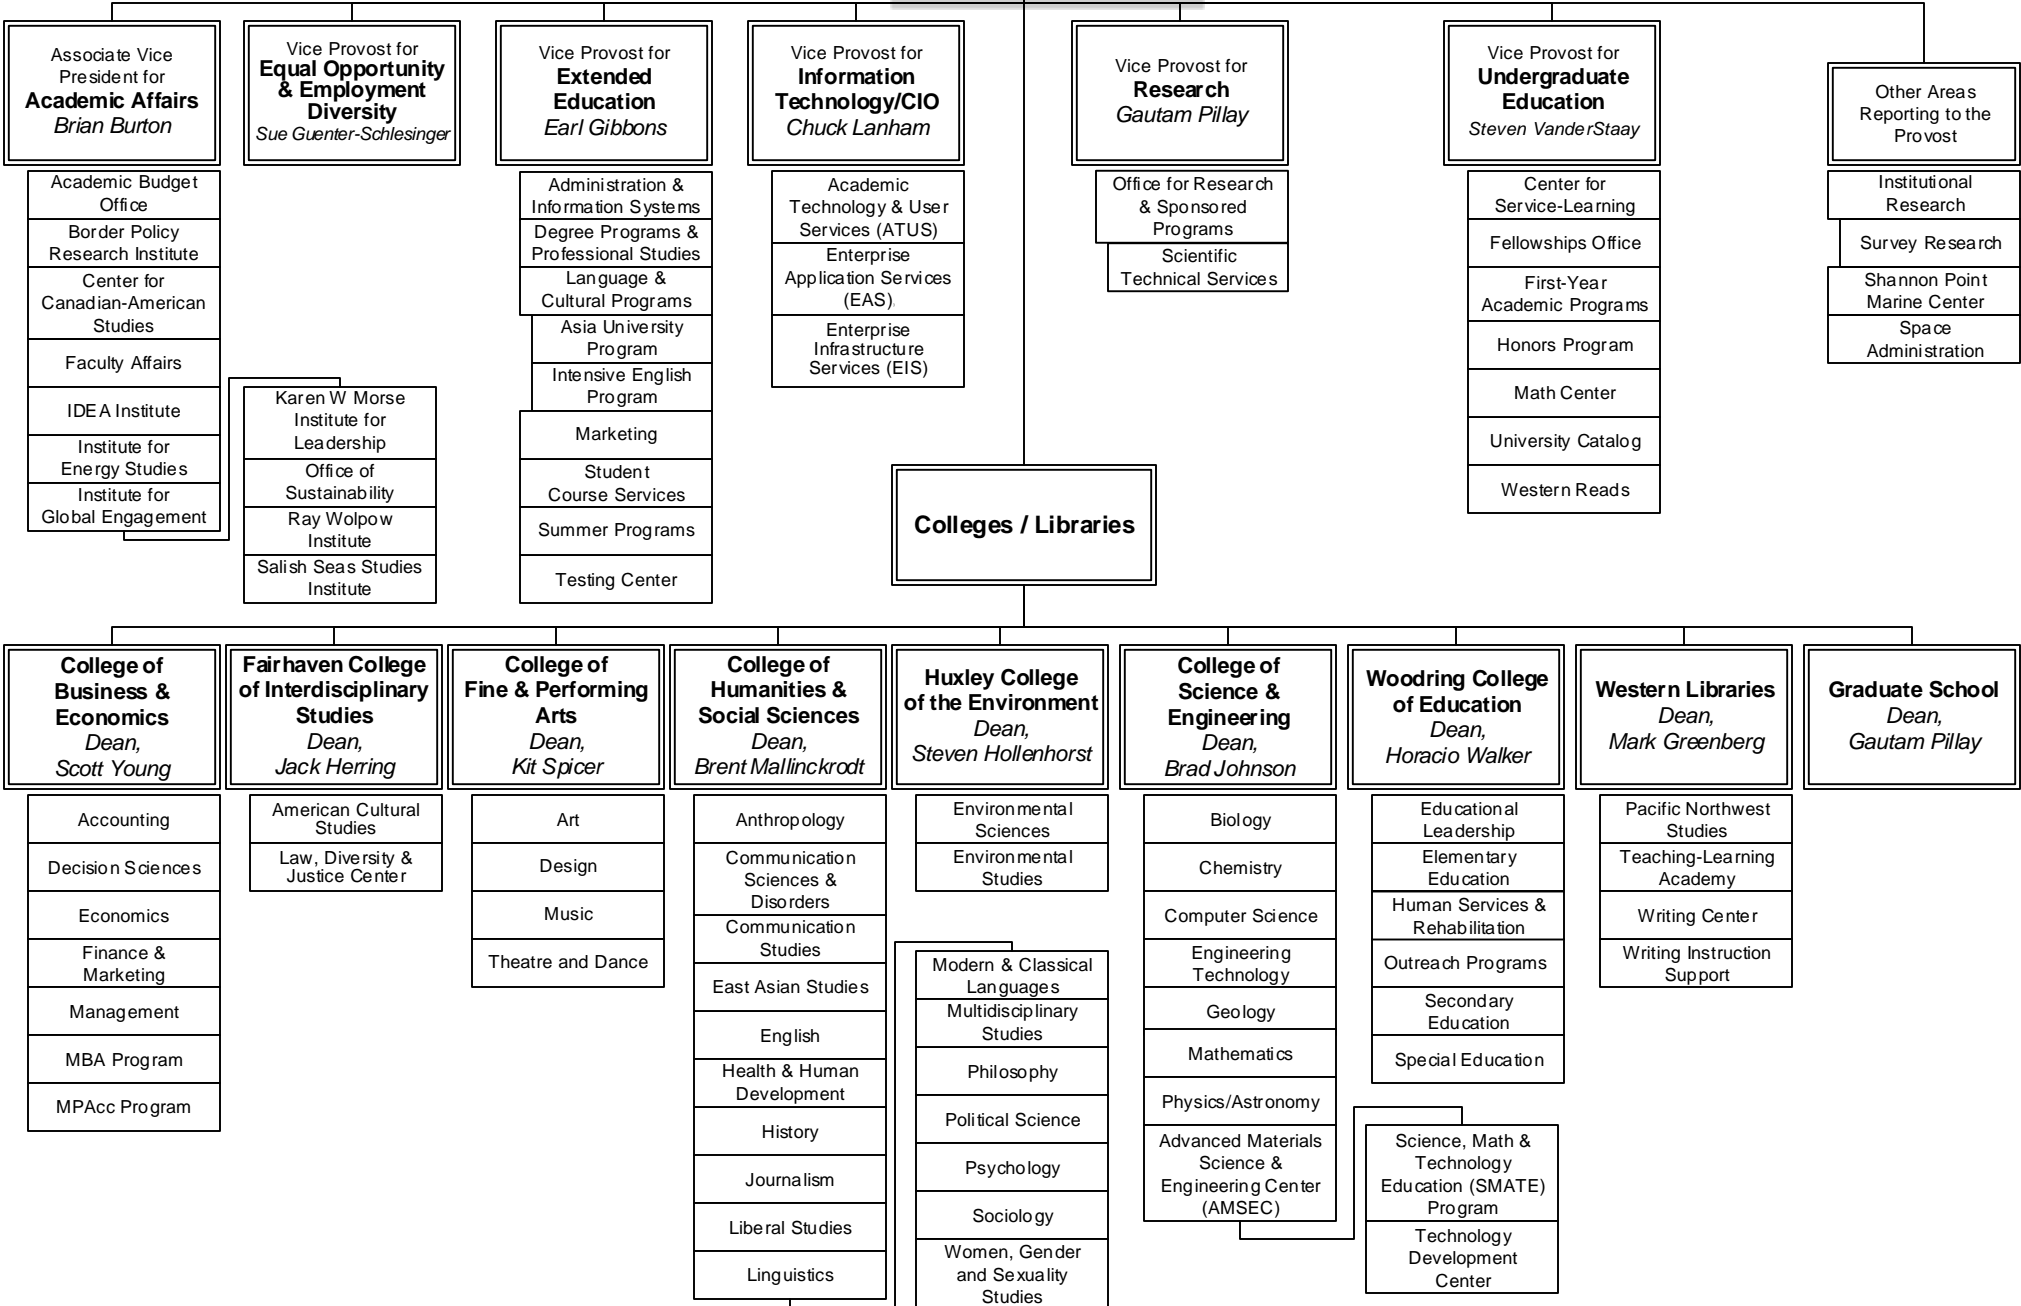 Associate Vice
President for
Academic Affairs
Brian Burton
Academic Budget
Office
Border Policy
Research Institute
Center for
Canadian-American
Studies
Faculty Affairs
IDEA Institute
Institute for
Energy Studies
Institute for
Global Engagement
Karen W Morse
Institute for
Leadership
Office of
Sustainability
Ray Wolpow
Institute
Salish Seas Studies
Institute
Vice Provost for
Equal Opportunity
& Employment
Diversity
Sue Guenter-Schlesinger
Vice Provost for
Extended
Education
Earl Gibbons
Administration &
Information Systems
Degree Programs &
Professional Studies
Language &
Cultural Programs
Asia University
Program
Intensive English
Program
Marketing
Student
Course Services
Summer Programs
Testing Center
Vice Provost for
Information
Technology/CIO
Chuck Lanham
Academic
Technology & User
Services (ATUS)
Enterprise
Application Services
(EAS)
Enterprise
Infrastructure
Services (EIS)
Vice Provost for
Research
Gautam Pillay
Office for Research
& Sponsored
Programs
Scientific
Technical Services
Vice Provost for
Undergraduate
Education
Steven VanderStaay
Center for
Service-Learning
Fellowships Office
First-Year
Academic Programs
Honors Program
Math Center
University Catalog
Western Reads
Other Areas
Reporting to the
Provost
Institutional
Research
Survey Research
Shannon Point
Marine Center
Space
Administration
Colleges / Libraries
College of
Business &
Economics
Dean,
Scott Young
Accounting
Decision Sciences
Economics
Finance &
Marketing
Management
MBA Program
MPAcc Program
Fairhaven College
of Interdisciplinary
Studies
Dean,
Jack Herring
American Cultural
Studies
Law, Diversity &
Justice Center
College of
Fine & Performing
Arts
Dean,
Kit Spicer
Art
Design
Music
Theatre and Dance
College of
Humanities &
Social Sciences
Dean,
Brent Mallinckrodt
Anthropology
Communication
Sciences &
Disorders
Communication
Studies
East Asian Studies
English
Health & Human
Development
History
Journalism
Liberal Studies
Linguistics
Modern & Classical
Languages
Multidisciplinary
Studies
Philosophy
Political Science
Psychology
Sociology
Women, Gender
and Sexuality
Studies
Huxley College
of the Environment
Dean,
Steven Hollenhorst
Environmental
Sciences
Environmental
Studies
College of
Science &
Engineering
Dean,
Brad Johnson
Biology
Chemistry
Computer Science
Engineering
Technology
Geology
Mathematics
Physics/Astronomy
Advanced Materials
Science &
Engineering Center
(AMSEC)
Science, Math &
Technology
Education (SMATE)
Program
Technology
Development
Center
Woodring College
of Education
Dean,
Horacio Walker
Educational
Leadership
Elementary
Education
Human Services &
Rehabilitation
Outreach Programs
Secondary
Education
Special Education
Western Libraries
Dean,
Mark Greenberg
Pacific Northwest
Studies
Teaching-Learning
Academy
Writing Center
Writing Instruction
Support
Graduate School
Dean,
Gautam Pillay